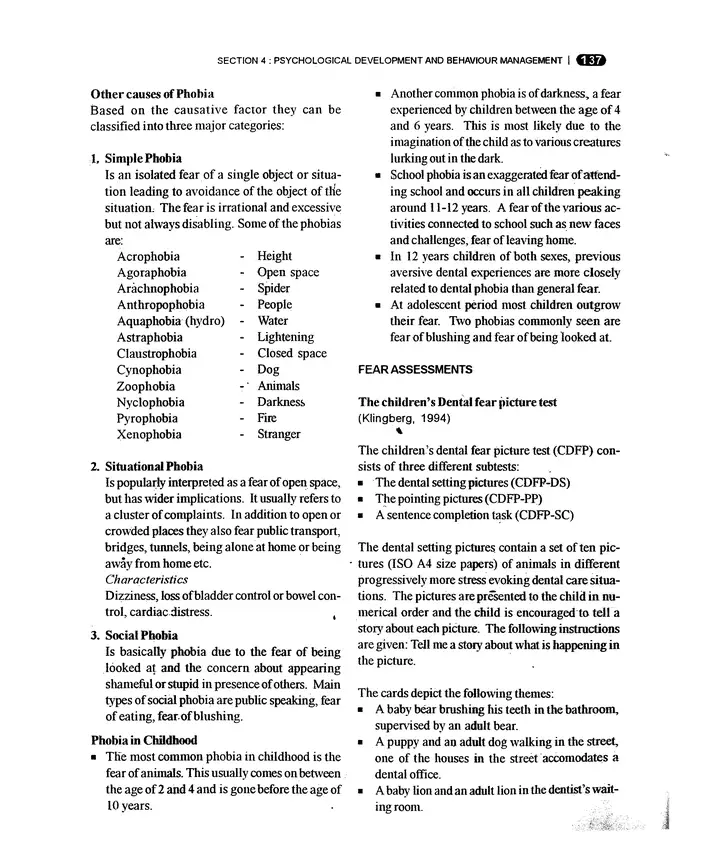 SECTION 4 : PSYCHOLOGICAL DEVELOPMENT AND BEHAVIOUR MANAGEMENT | 137
Other causes of Phobia
Based on the causative factor they can be
classified into three major categories:
1. Simple Phobia
Is an isolated fear of a single object or situa-
tion leading to avoidance of the object of the
situation. The fear is irrational and excessive
but not always disabling. Some of the phobias
are:
Acrophobia - Height
Agoraphobia - Open space
Arachnophobia - Spider
Anthropophobia - People
Aquaphobia (hydro) - Water
Astraphobia - Lightening
Claustrophobia - Closed space
Cynophobia - Dog
Zoophobia - Animals
Nyclophobia - Darkness
Pyrophobia - Fire
Xenophobia - Stranger
2. Situational Phobia
Is popularly interpreted as a fear of open space,
but has wider implications. It usually refers to
a cluster of complaints. In addition to open or
crowded places they also fear public transport,
bridges, tunnels, being alone at home or being
away from home etc.
Characteristics
Dizziness, loss of bladder control or bowel con-
trol, cardiac distress.
3. Social Phobia
Is basically phobia due to the fear of being
looked at and the concern about appearing
shameful or stupid in presence of others. Main
types of social phobia are public speaking, fear
of eating, fear of blushing.
Phobia in Childhood
▪ The most common phobia in childhood is the
fear of animals. This usually comes on between
the age of 2 and 4 and is gone before the age of
10 years.
▪ Another common phobia is of darkness, a fear
experienced by children between the age of 4
and 6 years. This is most likely due to the
imagination of the child as to various creatures
lurking out in the dark.
▪ School phobia is an exaggerated fear of attend-
ing school and occurs in all children peaking
around 11-12 years. A fear of the various ac-
tivities connected to school such as new faces
and challenges, fear of leaving home.
▪ In 12 years children of both sexes, previous
aversive dental experiences are more closely
related to dental phobia than general fear.
▪ At adolescent period most children outgrow
their fear. Two phobias commonly seen are
fear of blushing and fear of being looked at.
FEAR ASSESSMENTS
The children's Dental fear picture test
(Klingberg, 1994)
The children's dental fear picture test (CDFP) con-
sists of three different subtests:
▪ The dental setting pictures (CDFP-DS)
▪ The pointing pictures (CDFP-PP)
▪ A sentence completion task (CDFP-SC)
The dental setting pictures contain a set of ten pic-
tures (ISO A4 size papers) of animals in different
progressively more stress evoking dental care situa-
tions. The pictures are presented to the child in nu-
merical order and the child is encouraged to tell a
story about each picture. The following instructions
are given: Tell me a story about what is happening in
the picture.
The cards depict the following themes:
▪ A baby bear brushing his teeth in the bathroom,
supervised by an adult bear.
▪ A puppy and an adult dog walking in the street,
one of the houses in the street accomodates a
dental office.
▪ A baby lion and an adult lion in the dentist's wait-
ing room.